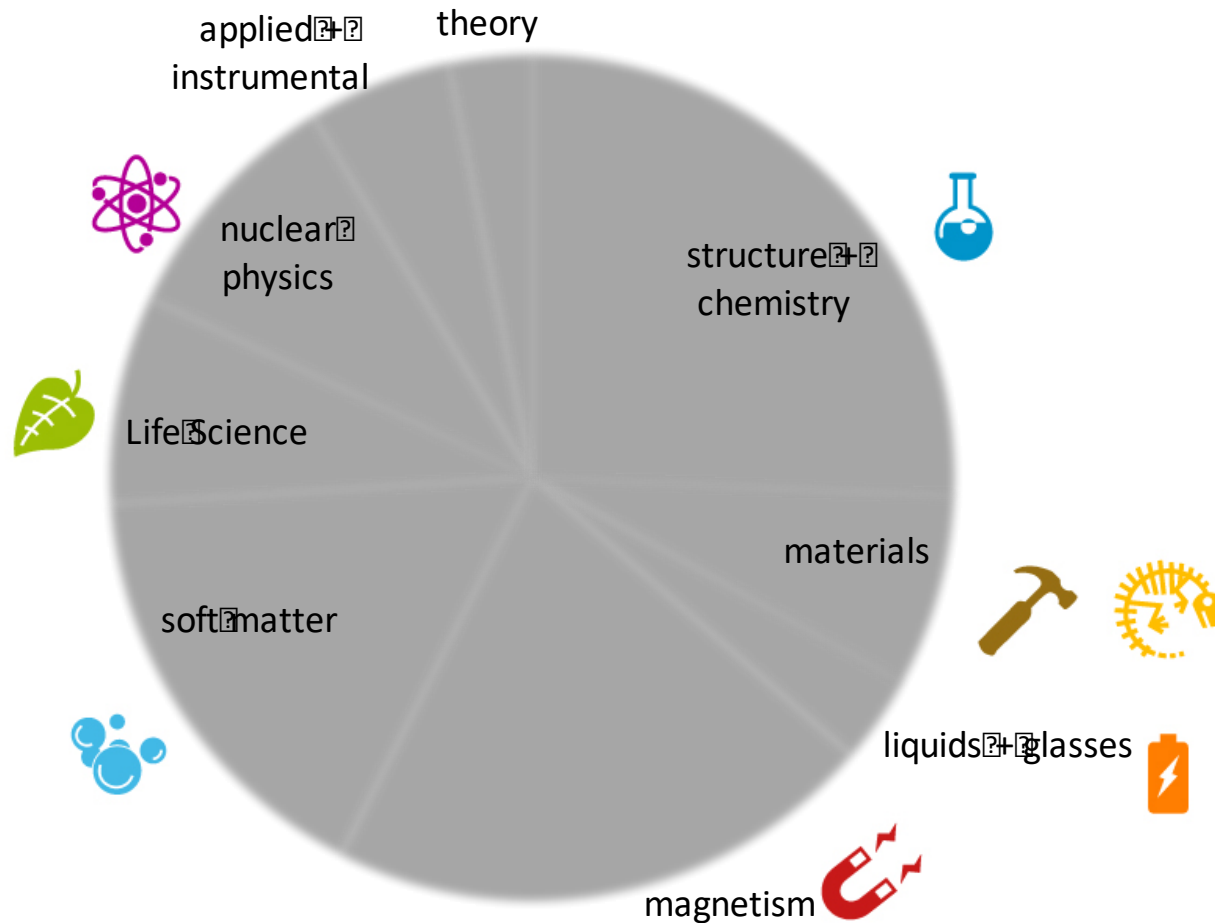 applied⍰+⍰
instrumental
theory
nuclear⍰
physics
structure⍰+⍰
chemistry
Life⍰Science
materials
soft⍰matter
liquids⍰+⍰glasses
magnetism